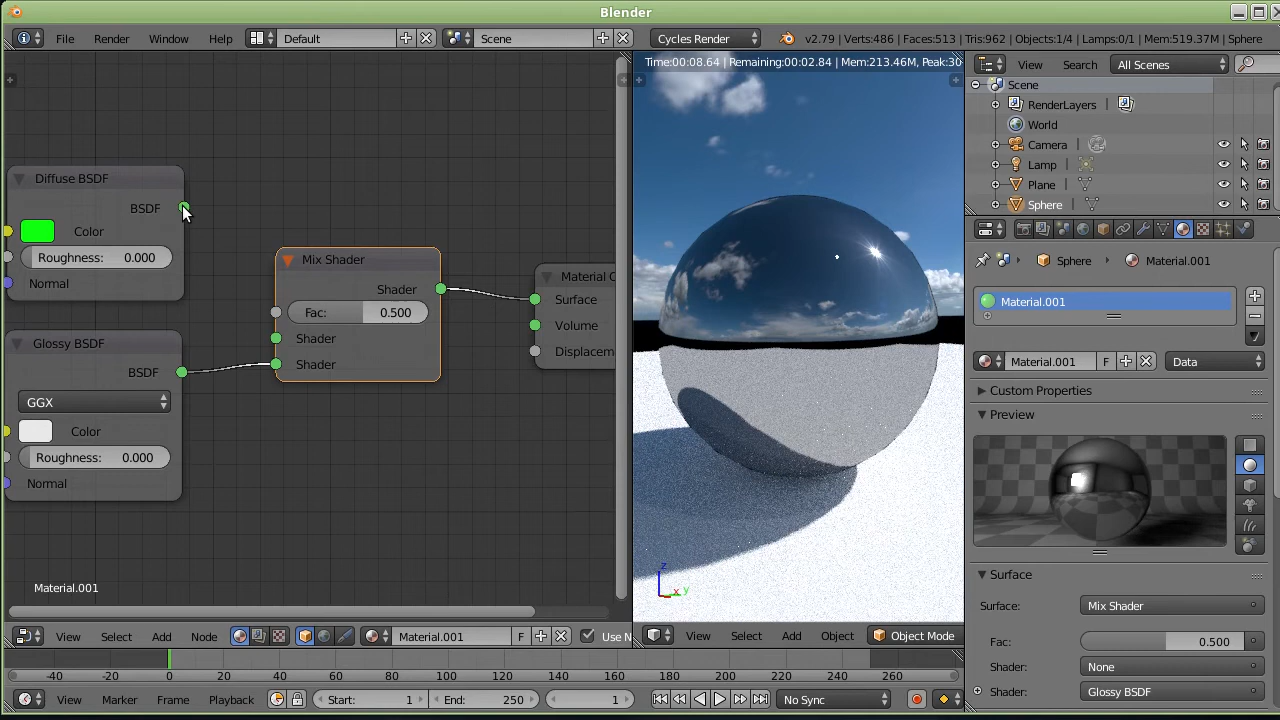 Blender
File Render Window Help Default Scene Cycles Render v2.79 | Verts:486 | Faces:513 | Tris:962 | Objects:1/4 | Lamps:0/1 | Mem:519.37M | Sphere
Time:00:08.64 | Remaining:00:02.84 | Mem:213.46M, Peak:30
View Search All Scenes
Scene
RenderLayers |
World
Camera |
Lamp |
Plane |
Sphere |
Diffuse BSDF
BSDF
Color
Roughness: 0.000
Normal
Glossy BSDF
BSDF
GGX
Color
Roughness: 0.000
Normal
Mix Shader
Shader
Fac: 0.500
Shader
Shader
Material C
Surface
Volume
Displacem
Material.001
z
x y
Sphere Material.001
Material.001
Material.001 F Data
Custom Properties
Preview
Surface
Surface: Mix Shader
Fac: 0.500
Shader: None
Shader: Glossy BSDF
View Select Add Node Material.001 F Use N
View Select Add Object Object Mode
-40 -20 0 20 40 60 80 100 120 140 160 180 200 220 240 260
View Marker Frame Playback Start: 1 End: 250 1 No Sync